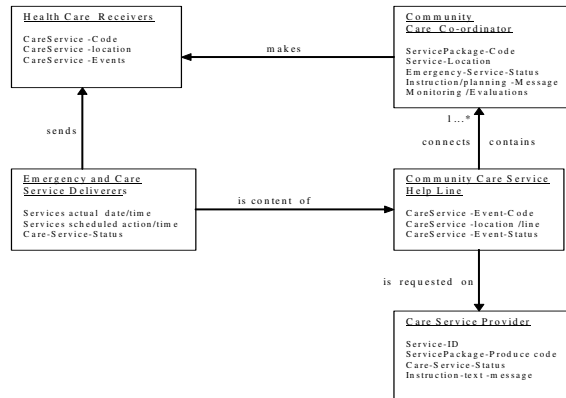 Health Care Receivers
CareService -Code
CareService -location
CareService -Events
makes
Community
Care Co-ordinator
ServicePackage-Code
Service-Location
Emergency-Service-Status
Instruction/planning -Message
Monitoring /Evaluations
sends
1...*
connects contains
Emergency and Care
Service Deliverers
Services actual date/time
Services scheduled action/time
Care-Service-Status
is content of
Community Care Service
Help Line
CareService -Event-Code
CareService -location /line
CareService -Event-Status
is requested on
Care Service Provider
Service-ID
ServicePackage-Produce code
Care-Service-Status
Instruction-text -message